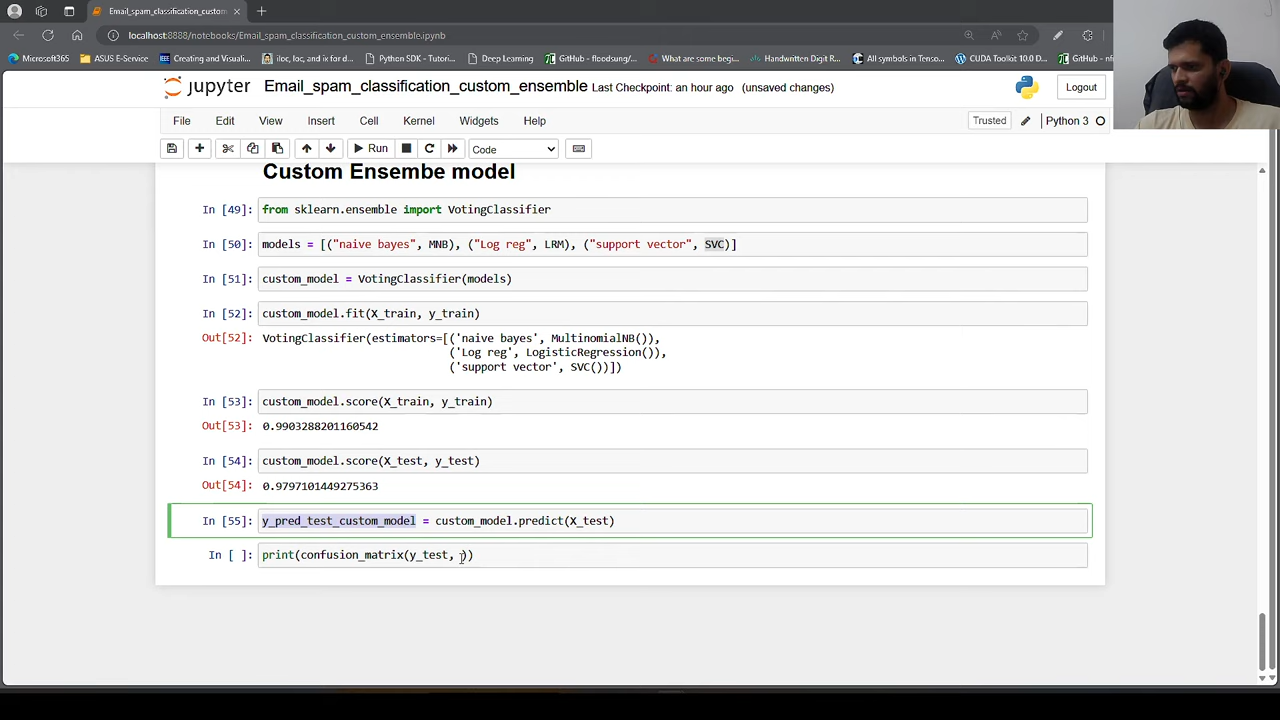 Email_spam_classification_custom
localhost:8888/notebooks/Email_spam_classification_custom_ensemble.ipynb
Microsoft365
ASUS E-Service
Creating and Visual...
iloc, loc, and ix for d...
Python 3 - Tutori...
Deep Learning
GitHub - floodsung/...
What are some begi...
Handwritten Digit R...
All symbols in Tenso...
CUDA Toolkit 10.0 D...
GitHub - nf
jupyter Email_spam_classification_custom_ensemble Last Checkpoint: an hour ago (unsaved changes)
Logout
File Edit View Insert Cell Kernel Widgets Help
Trusted
Python 3
Run
Code
Custom Ensembe model
In [49]: from sklearn.ensemble import VotingClassifier
In [50]: models = [("naive bayes", MNB), ("Log reg", LRM), ("support vector", SVC)]
In [51]: custom_model = VotingClassifier(models)
In [52]: custom_model.fit(X_train, y_train)
Out[52]: VotingClassifier(estimators=[('naive bayes', MultinomialNB()),
('Log reg', LogisticRegression()),
('support vector', SVC())])
In [53]: custom_model.score(X_train, y_train)
Out[53]: 0.9903288201160542
In [54]: custom_model.score(X_test, y_test)
Out[54]: 0.9797101449275363
In [55]: y_pred_test_custom_model = custom_model.predict(X_test)
In [ ]: print(confusion_matrix(y_test, ))